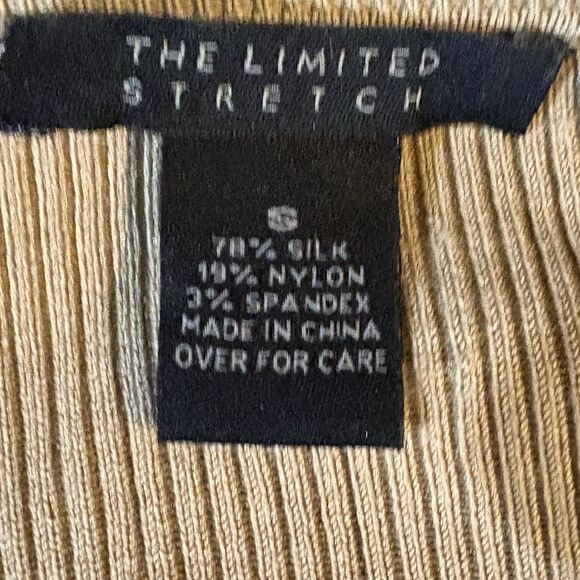 THE LIMITED
STRETCH
S
78% SILK
19% NYLON
3% SPANDEX
MADE IN CHINA
OVER FOR CARE